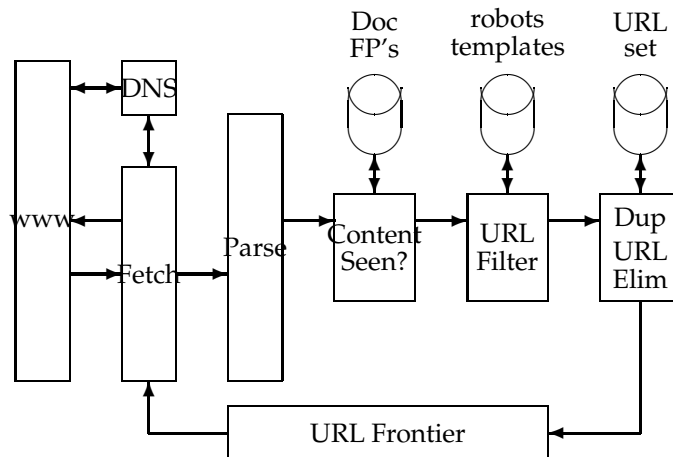 Doc
FP's
robots
templates
URL
set
DNS
www
Fetch
Parse
Content
Seen?
URL
Filter
Dup
URL
Elim
URL Frontier